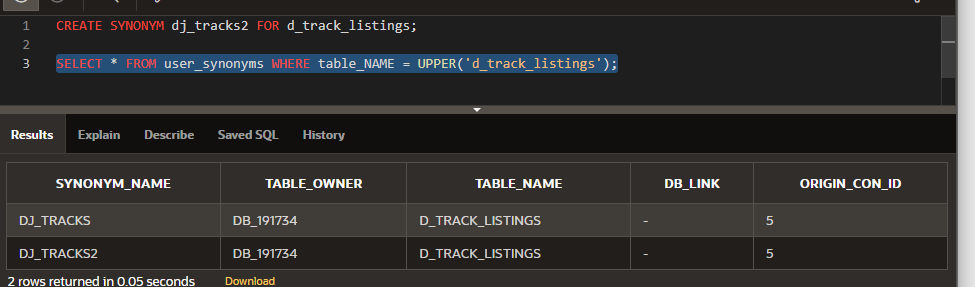 1 CREATE SYNONYM dj_tracks2 FOR d_track_listings;
2
3 SELECT * FROM user_synonyms WHERE table_NAME = UPPER('d_track_listings');
Results Explain Describe Saved SQL History
SYNONYM_NAME TABLE_OWNER TABLE_NAME DB_LINK ORIGIN_CON_ID
DJ_TRACKS DB_191734 D_TRACK_LISTINGS - 5
DJ_TRACKS2 DB_191734 D_TRACK_LISTINGS - 5
2 rows returned in 0.05 seconds Download